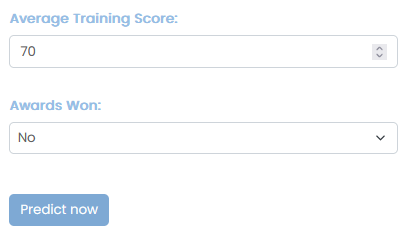 Average Training Score:
70
Awards Won:
No
Predict now